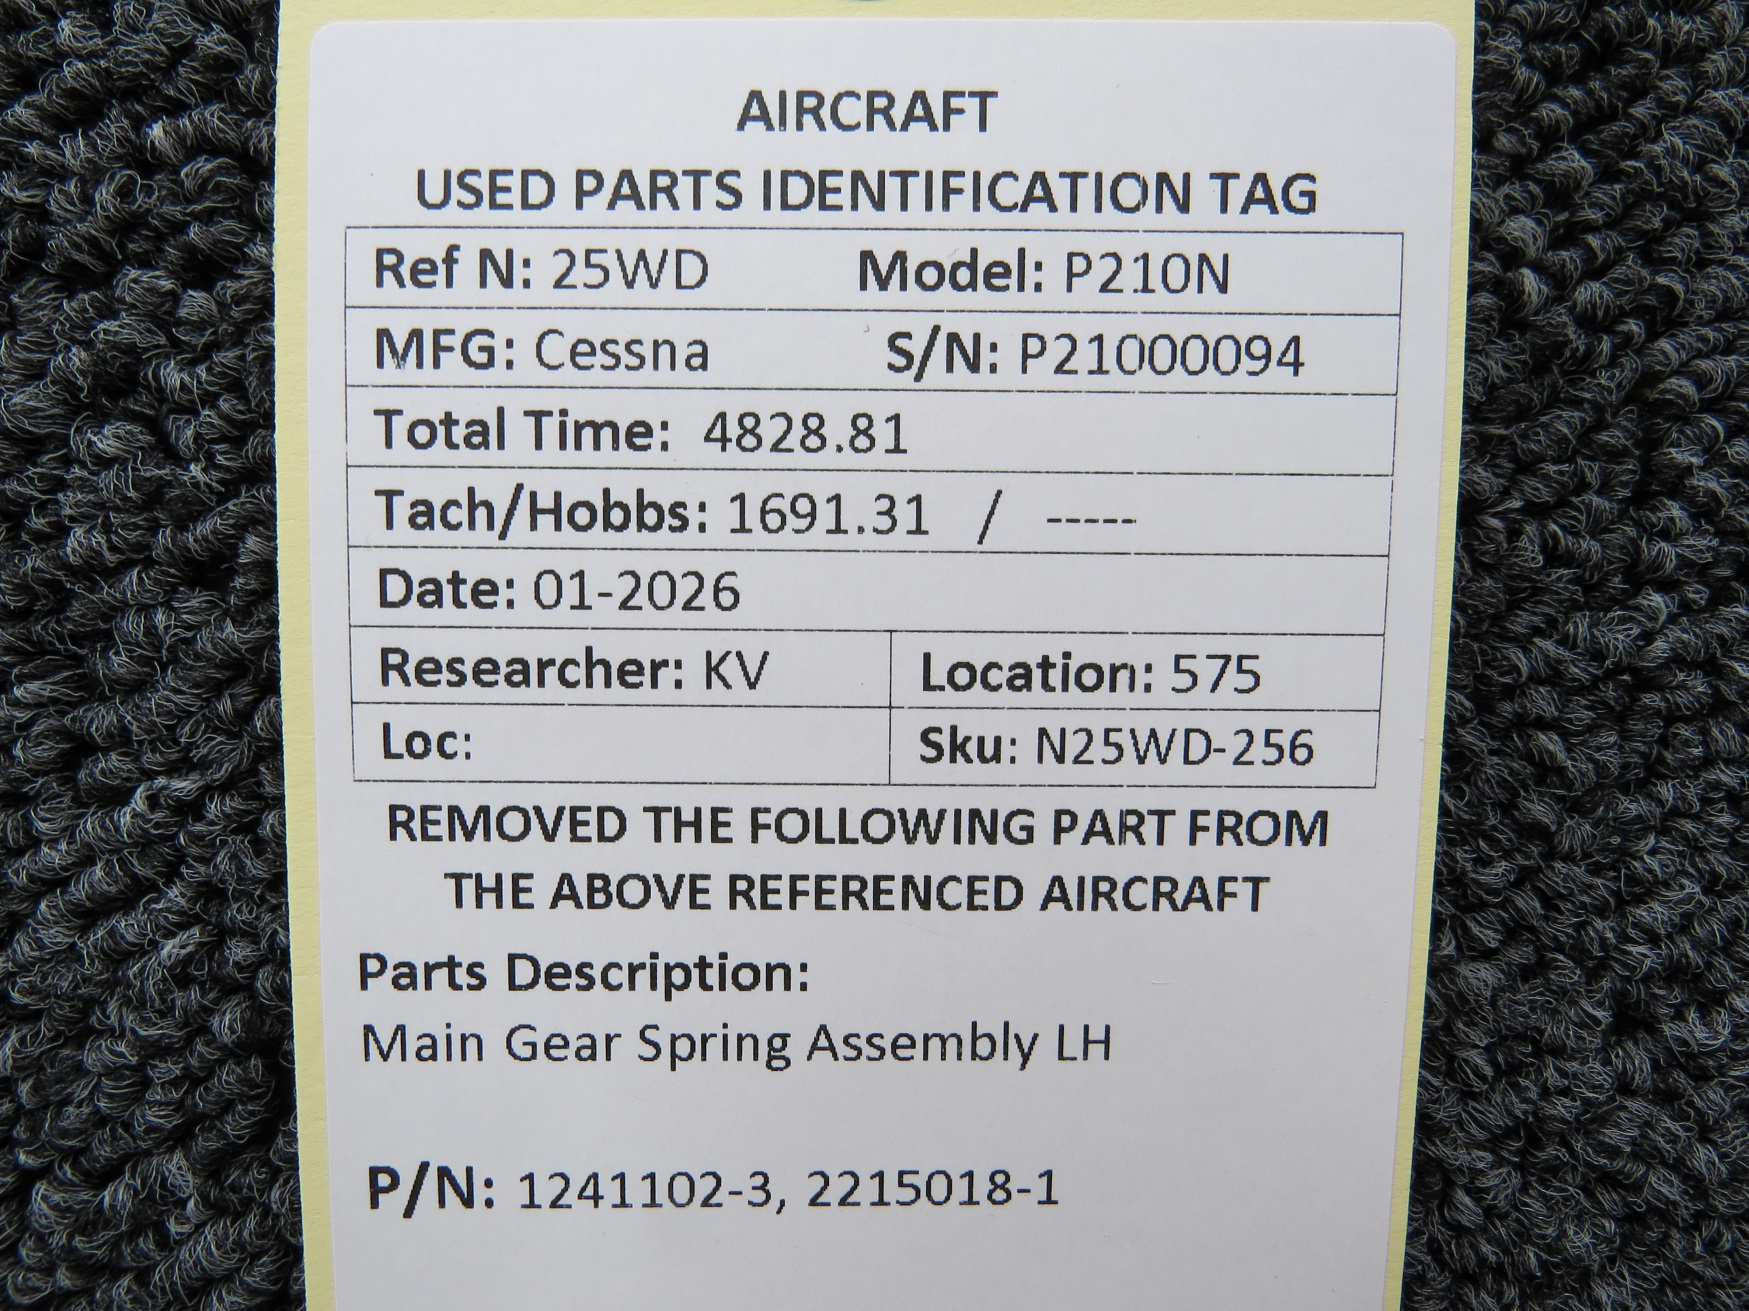 AIRCRAFT
USED PARTS IDENTIFICATION TAG
Ref N: 25WD Model: P210N
MFG: Cessna S/N: P21000094
Total Time: 4828.81
Tach/Hobbs: 1691.31 / -----
Date: 01-2026
Researcher: KV Location: 575
Loc: Sku: N25WD-256
REMOVED THE FOLLOWING PART FROM
THE ABOVE REFERENCED AIRCRAFT
Parts Description:
Main Gear Spring Assembly LH
P/N: 1241102-3, 2215018-1